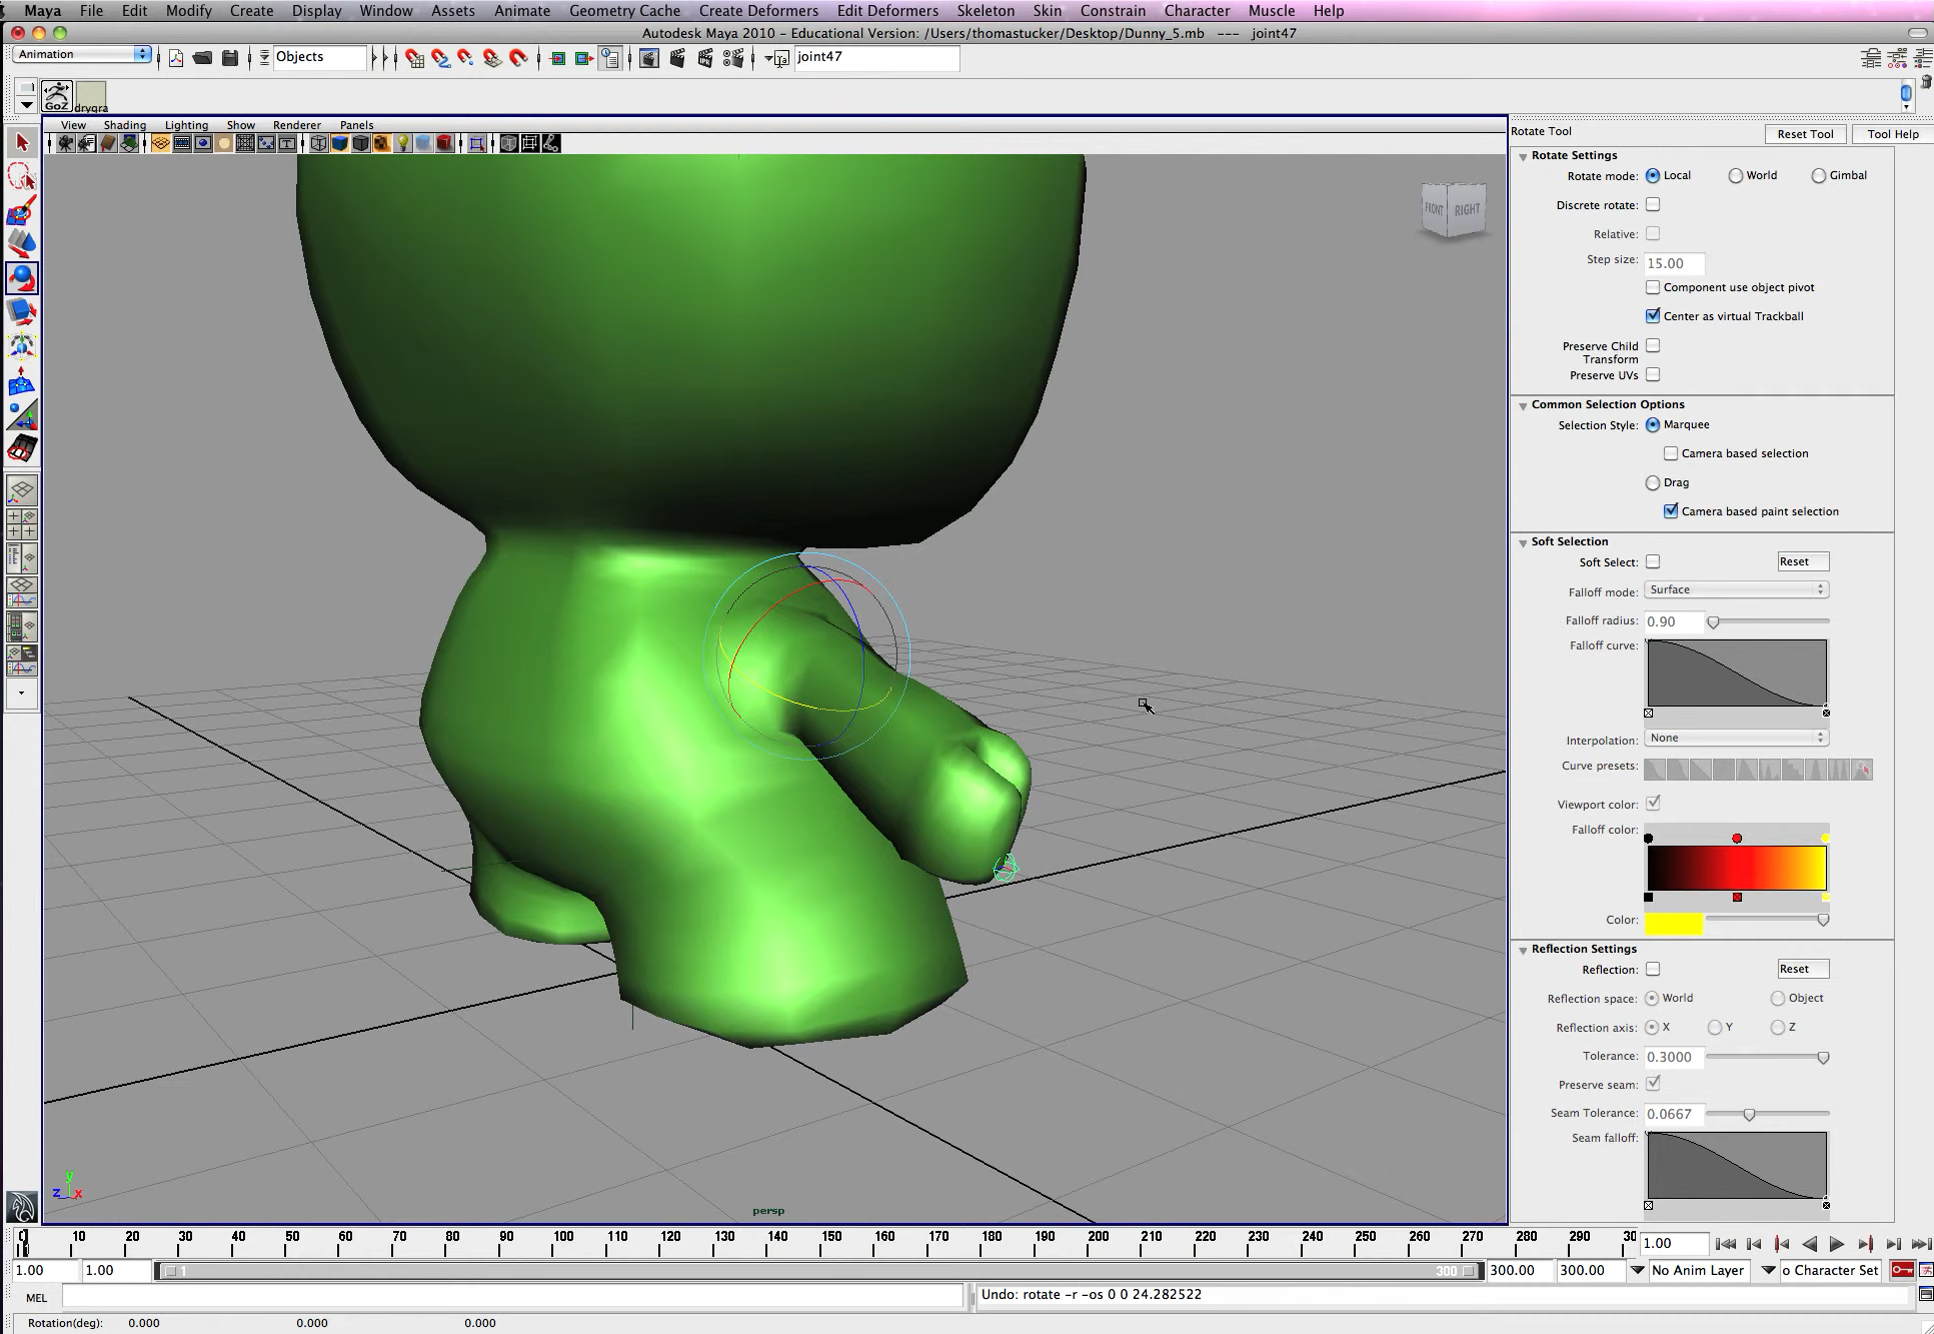 Maya File Edit Modify Create Display Window Assets Animate Geometry Cache Create Deformers Edit Deformers Skeleton Skin Constrain Character Muscle Help
Autodesk Maya 2010 - Educational Version: /Users/thomastucker/Desktop/Dunny_5.mb --- joint47
Animation Objects joint47
GoZ drygra
View Shading Lighting Show Renderer Panels
Rotate Tool Reset Tool Tool Help
Rotate Settings
Rotate mode: Local World Gimbal
Discrete rotate:
Relative:
Step size: 15.00
Component use object pivot
Center as virtual Trackball
Preserve Child
Transform
Preserve UVs
Common Selection Options
Selection Style: Marquee
Camera based selection
Drag
Camera based paint selection
Soft Selection
Soft Select: Reset
Falloff mode: Surface
Falloff radius: 0.90
Falloff curve:
Interpolation: None
Curve presets:
Viewport color:
Falloff color:
Color:
Reflection Settings
Reflection: Reset
Reflection space: World Object
Reflection axis: X Y Z
Tolerance: 0.3000
Preserve seam:
Seam Tolerance: 0.0667
Seam falloff:
FRONT RIGHT
y
z x
persp
0 10 20 30 40 50 60 70 80 90 100 110 120 130 140 150 160 170 180 190 200 210 220 230 240 250 260 270 280 290 30 1.00
1.00 1.00 1 300 300.00 300.00 No Anim Layer o Character Set
MEL Undo: rotate -r -os 0 0 24.282522
Rotation(deg): 0.000 0.000 0.000